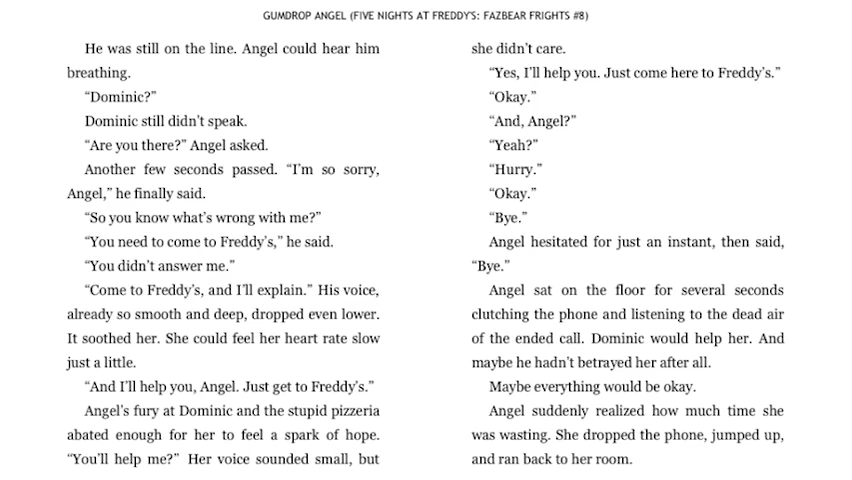 GUMDROP ANGEL (FIVE NIGHTS AT FREDDY'S: FAZBEAR FRIGHTS #8)
He was still on the line. Angel could hear him
breathing.
“Dominic?”
Dominic still didn’t speak.
“Are you there?” Angel asked.
Another few seconds passed. “I’m so sorry,
Angel,” he finally said.
“So you know what’s wrong with me?”
“You need to come to Freddy’s,” he said.
“You didn’t answer me.”
“Come to Freddy’s, and I’ll explain.” His voice,
already so smooth and deep, dropped even lower.
It soothed her. She could feel her heart rate slow
just a little.
“And I’ll help you, Angel. Just get to Freddy’s.”
Angel’s fury at Dominic and the stupid pizzeria
abated enough for her to feel a spark of hope.
“You’ll help me?” Her voice sounded small, but
she didn’t care.
“Yes, I’ll help you. Just come here to Freddy’s.”
“Okay.”
“And, Angel?”
“Yeah?”
“Hurry.”
“Okay.”
“Bye.”
Angel hesitated for just an instant, then said,
“Bye.”
Angel sat on the floor for several seconds
clutching the phone and listening to the dead air
of the ended call. Dominic would help her. And
maybe he hadn’t betrayed her after all.
Maybe everything would be okay.
Angel suddenly realized how much time she
was wasting. She dropped the phone, jumped up,
and ran back to her room.